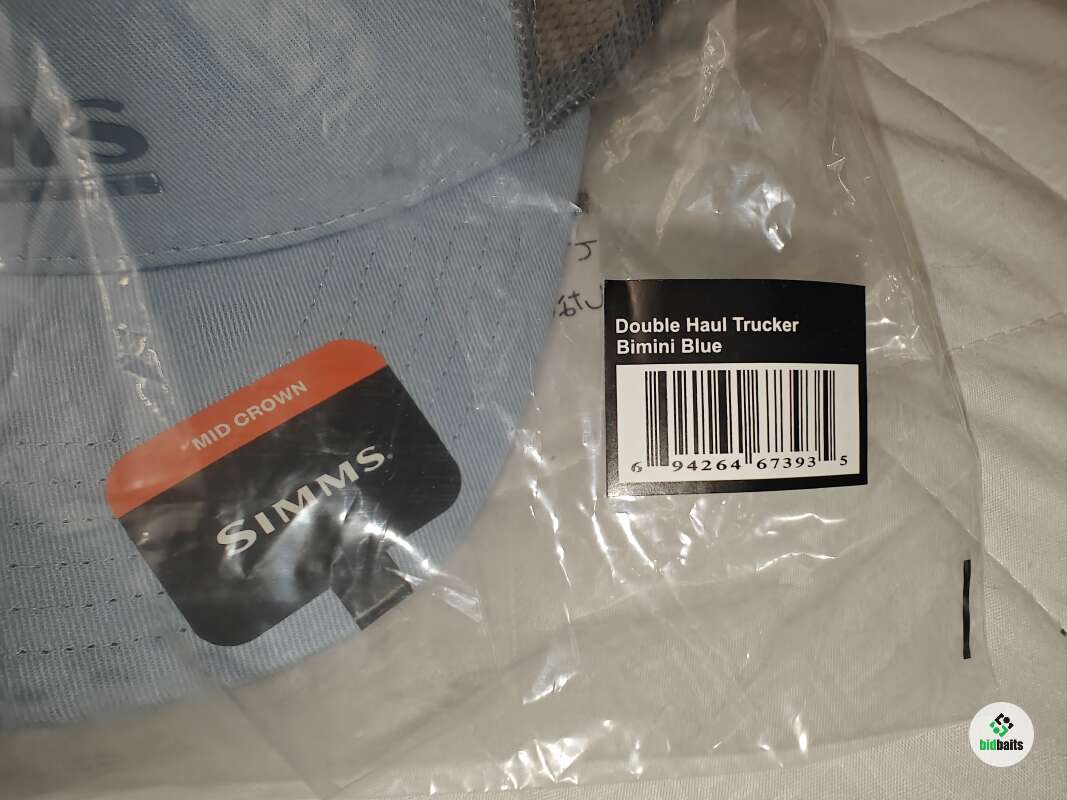 MID CROWN
SIMMS
Double Haul Trucker
Bimini Blue
6 94264 67393 5
bidbaits